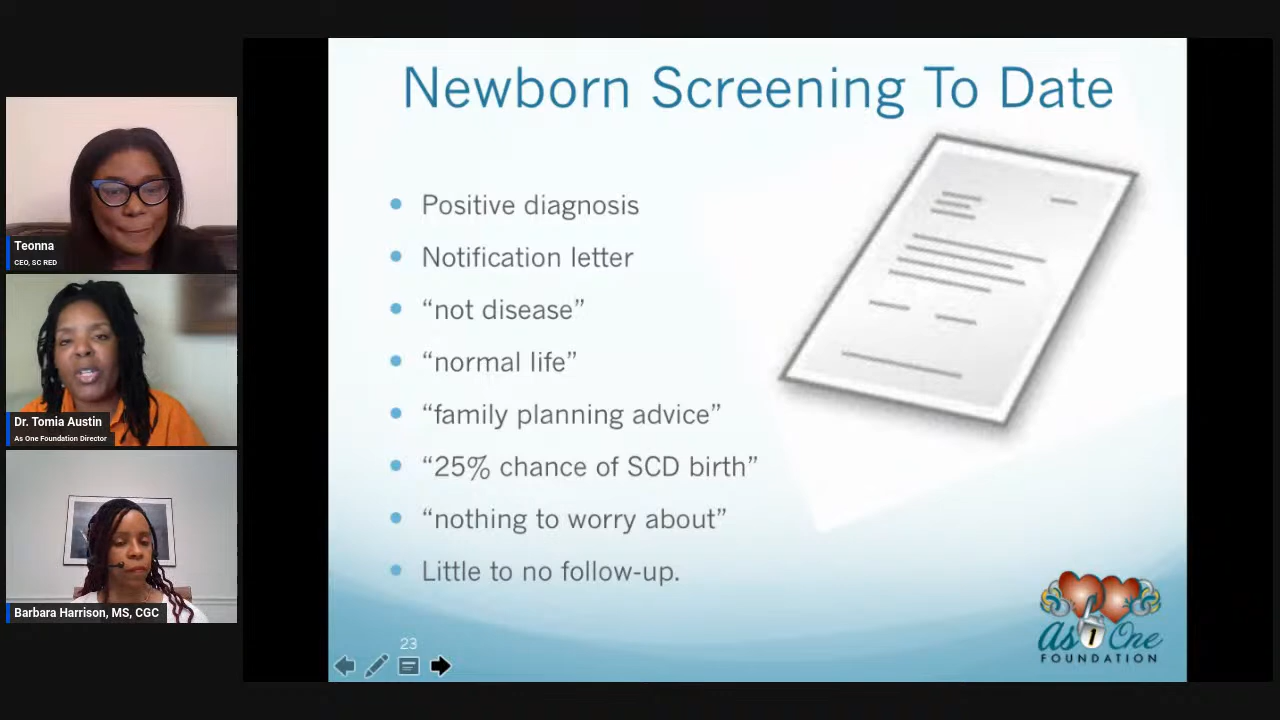 Newborn Screening To Date
• Positive diagnosis
• Notification letter
• “not disease”
• “normal life”
• “family planning advice”
• “25% chance of SCD birth”
• “nothing to worry about”
• Little to no follow-up.
23
As 1 One
FOUNDATION
Teonna
CEO, SC RED
Dr. Tomia Austin
As One Foundation Director
Barbara Harrison, MS, CGC